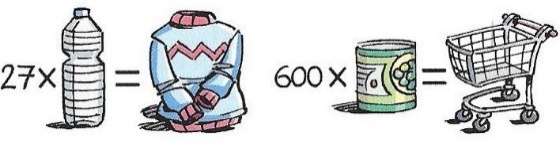 27× = 600× =